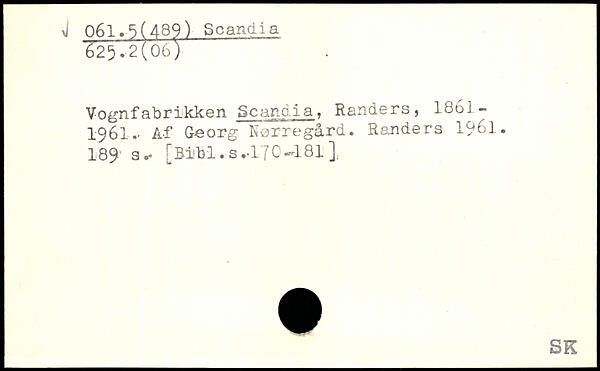 √ 061.5(489) Scandia
625.2(06)
Vognfabrikken Scandia, Randers, 1861-
1961. Af Georg Nørregård. Randers 1961.
189 s. [Bibl.s.170-181].
SK